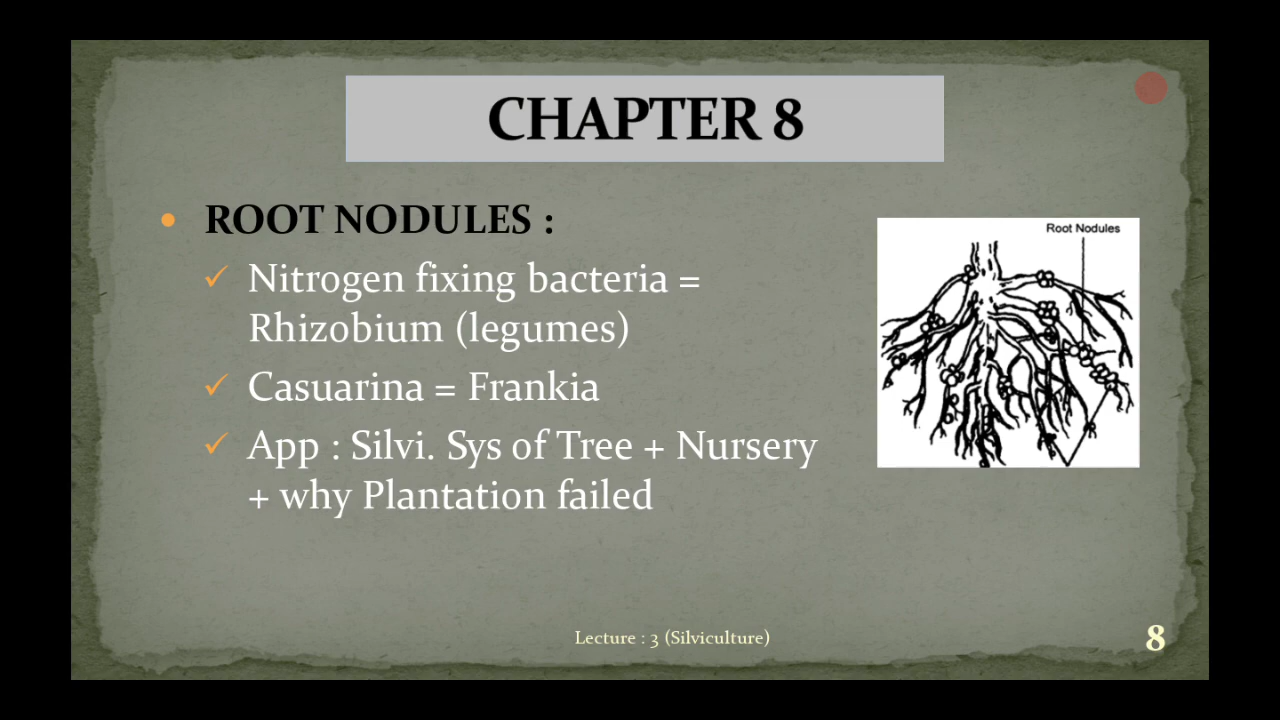 CHAPTER 8
ROOT NODULES :
Nitrogen fixing bacteria =
Rhizobium (legumes)
Casuarina = Frankia
App : Silvi. Sys of Tree + Nursery
+ why Plantation failed
Root Nodules
Lecture : 3 (Silviculture)
8